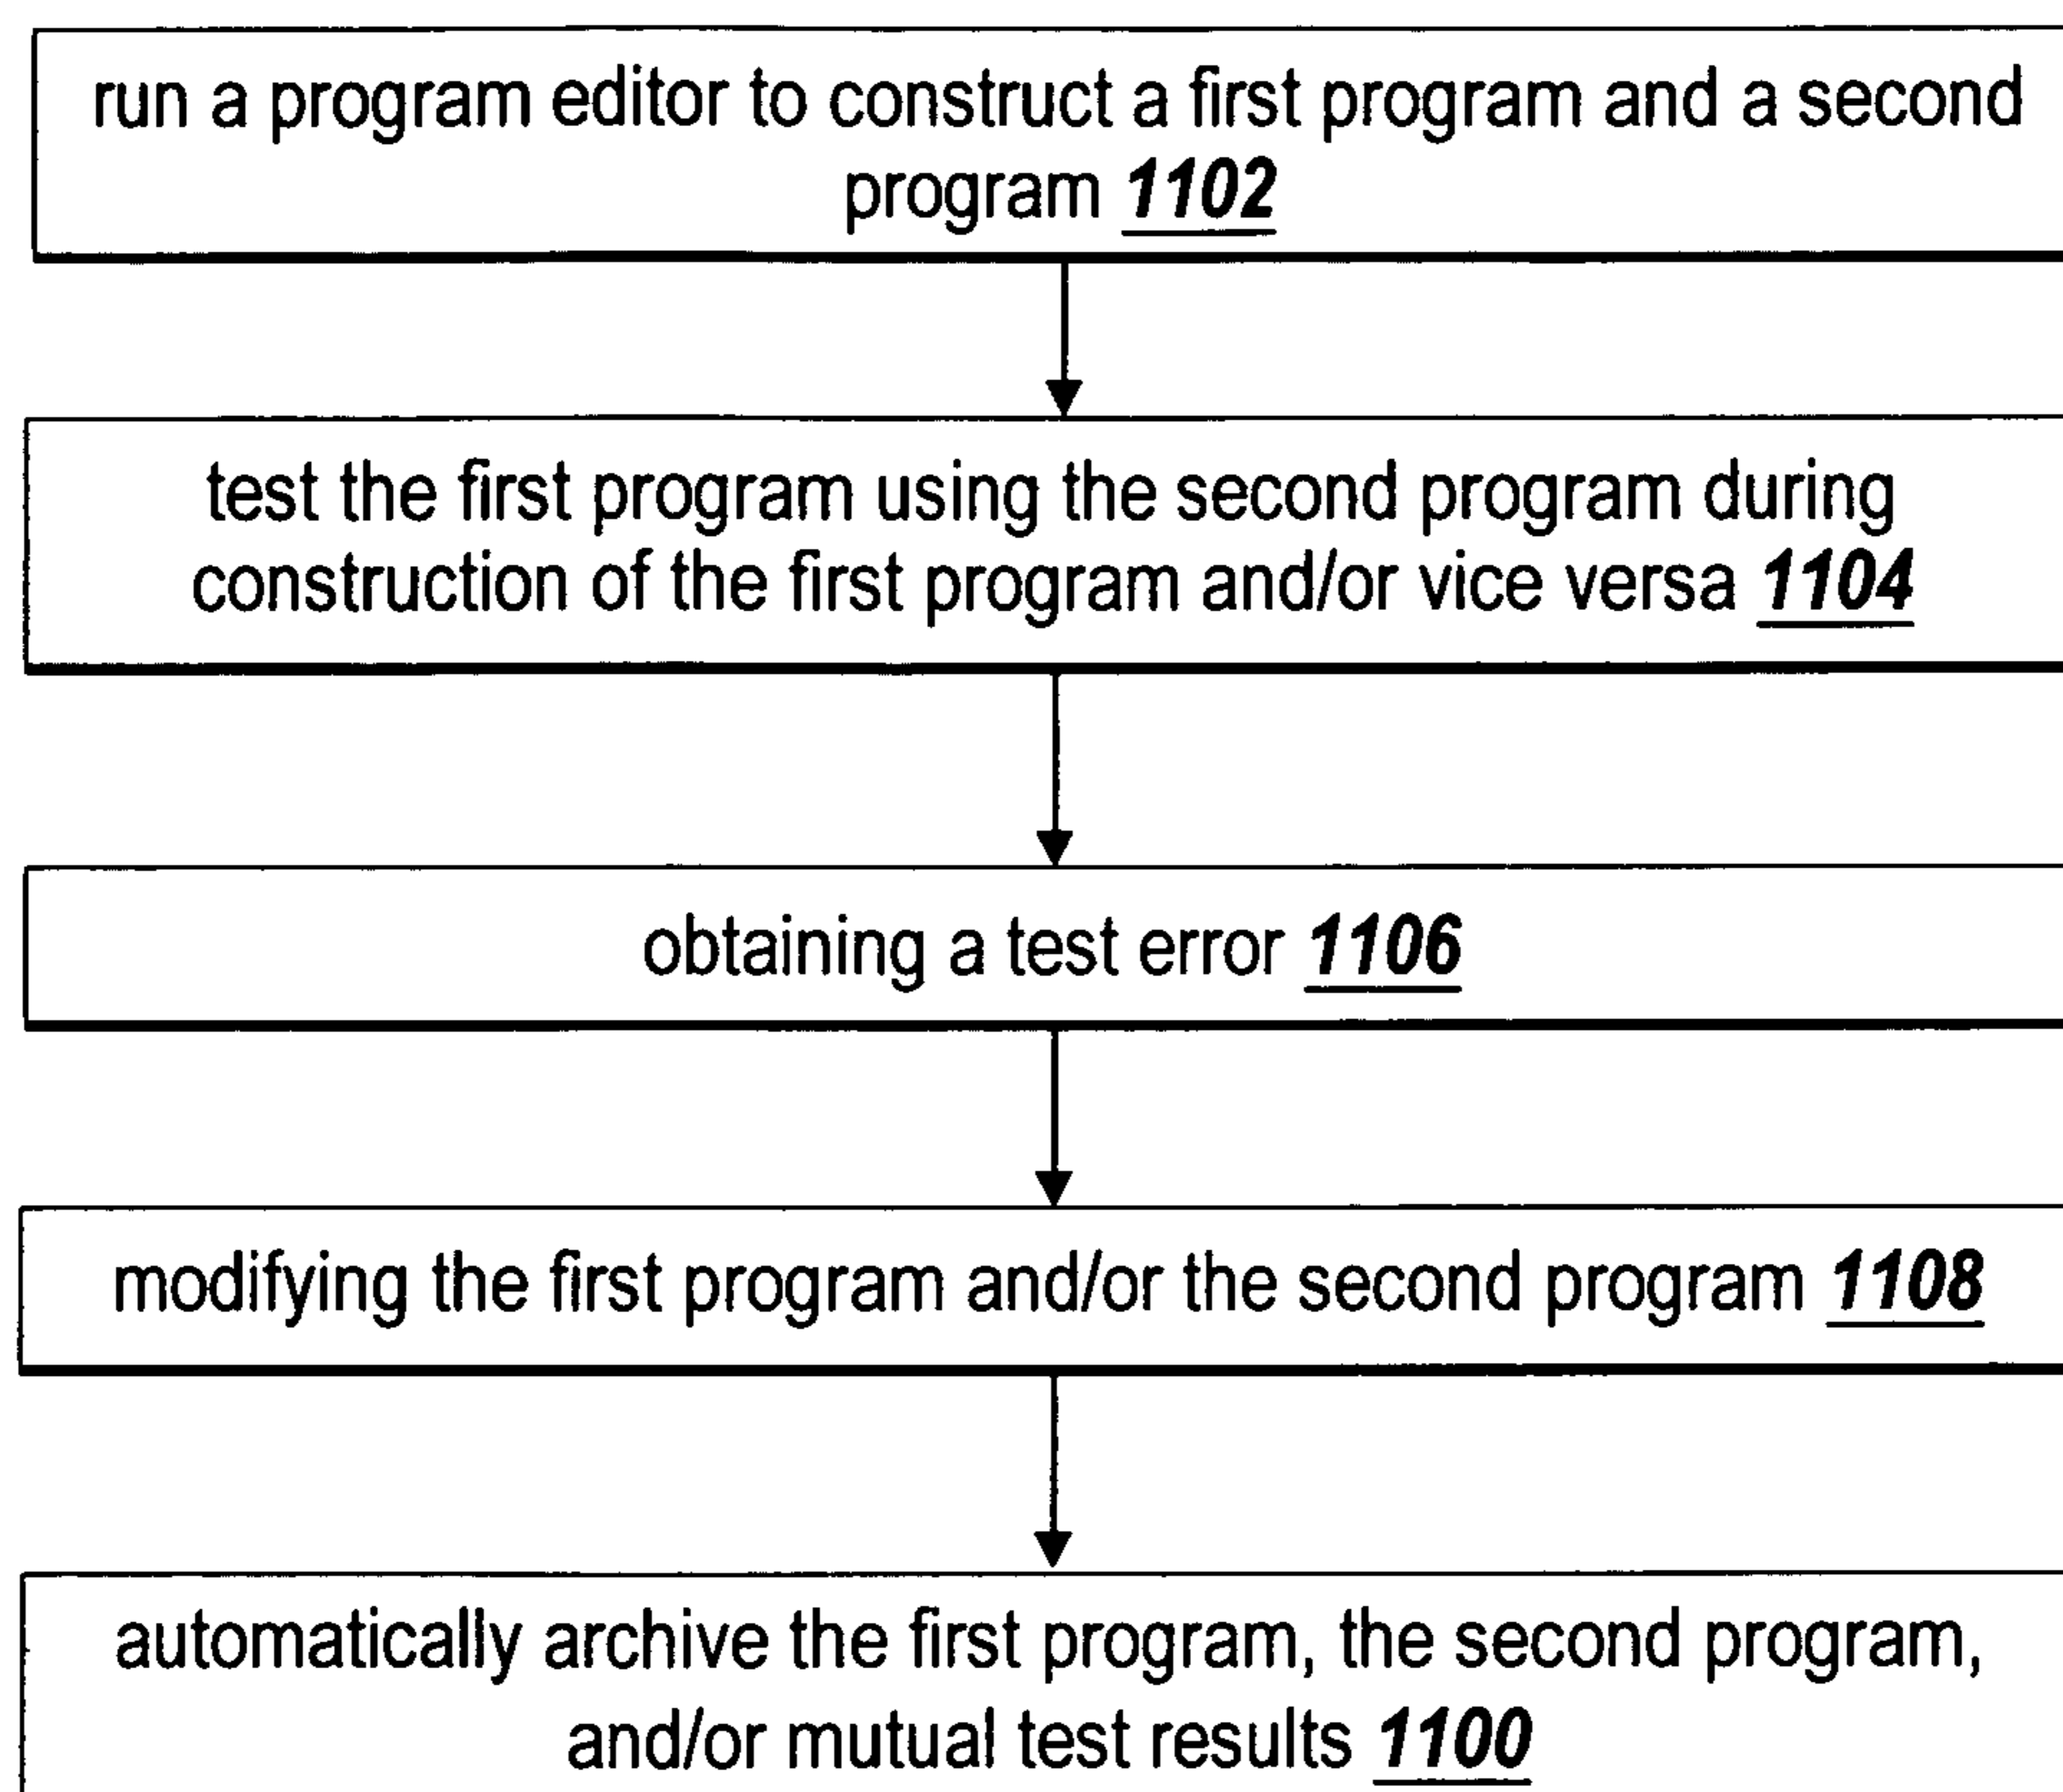 run a program editor to construct a first program and a second
program 1102
test the first program using the second program during
construction of the first program and/or vice versa 1104
obtaining a test error 1106
modifying the first program and/or the second program 1108
automatically archive the first program, the second program,
and/or mutual test results 1100